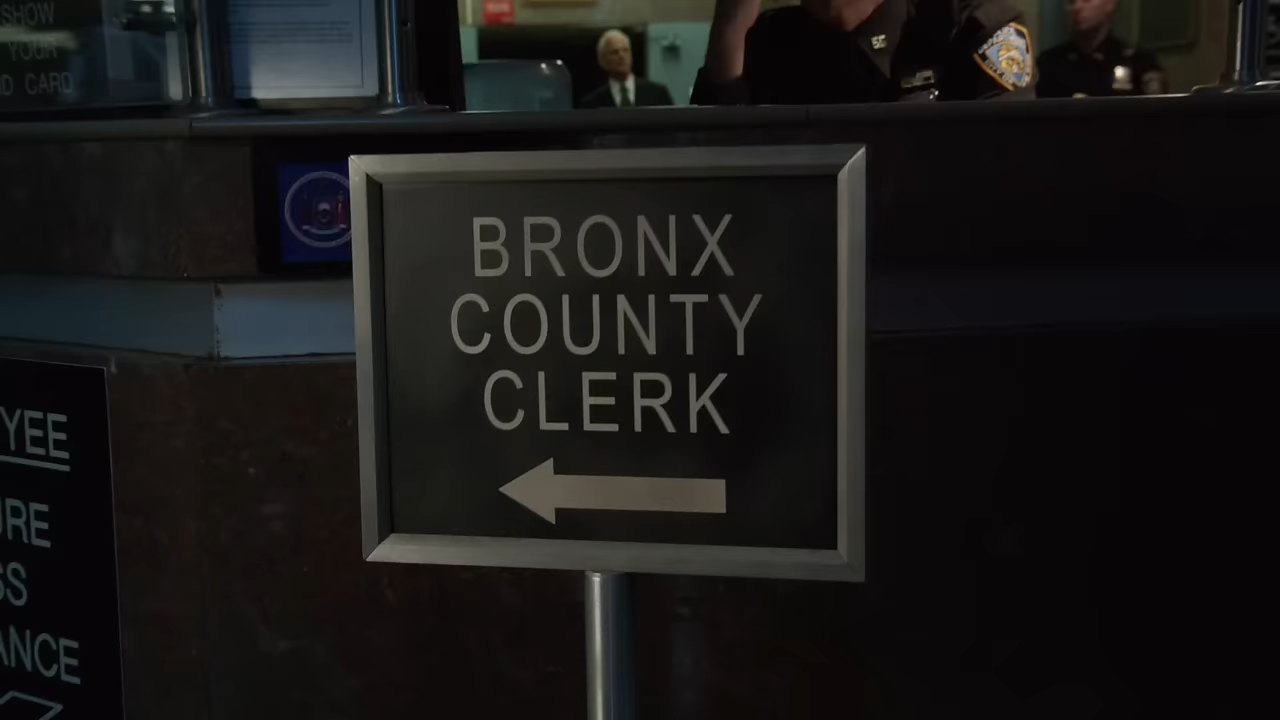 SHOW
YOUR
D CARD
BRONX
COUNTY
CLERK
YEE
URE
SS
ANCE